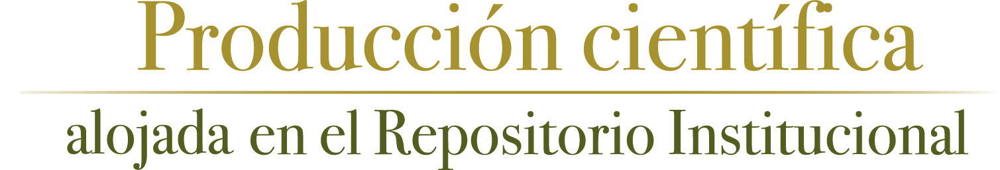 Producción científica
alojada en el Repositorio Institucional